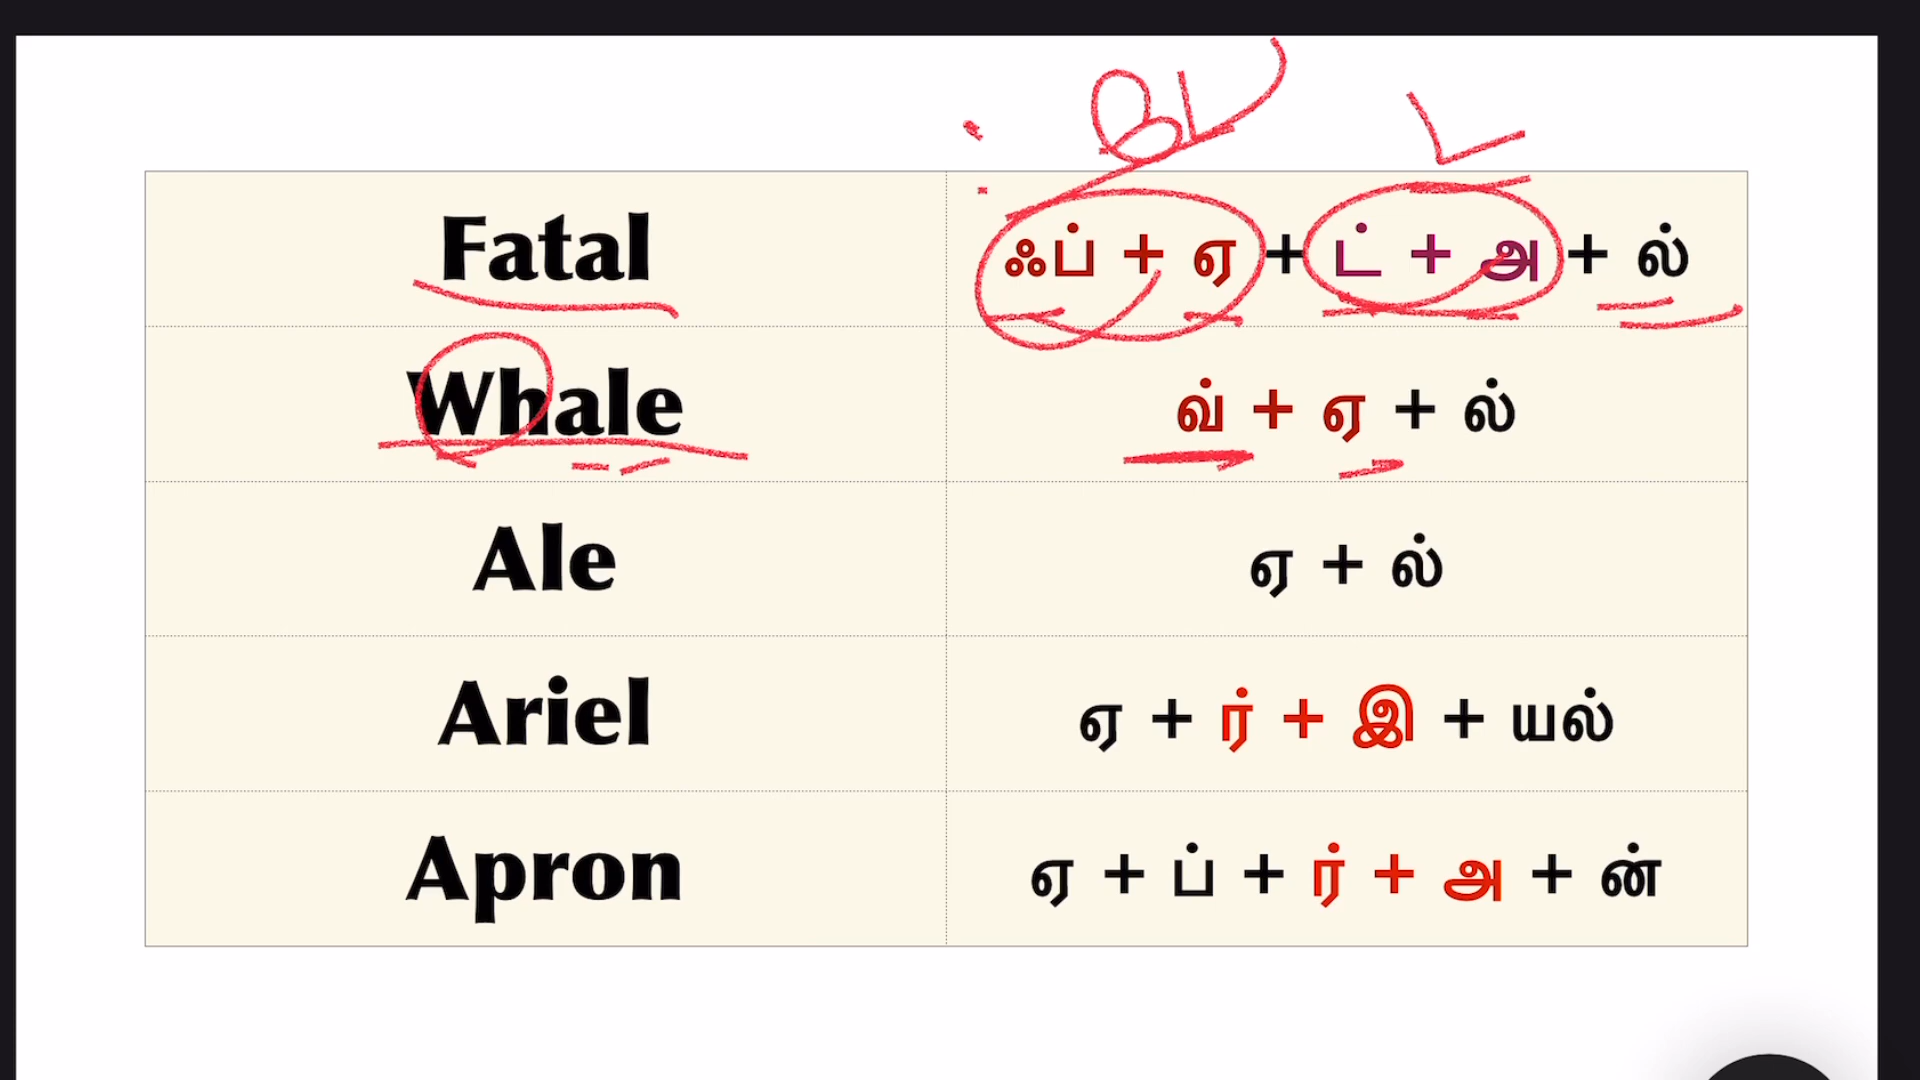 பே ட
Fatal ஃப் + ஏ + ட் + அ + ல்
Whale வ் + ஏ + ல்
Ale ஏ + ல்
Ariel ஏ + ர் + இ + யல்
Apron ஏ + ப் + ர் + அ + ன்